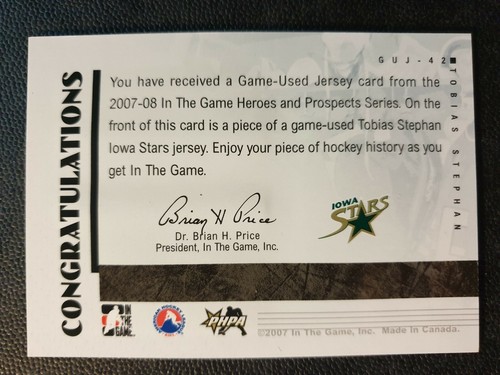 GUJ-42
TOBIAS STEPHAN
CONGRATULATIONS
You have received a Game-Used Jersey card from the
2007-08 In The Game Heroes and Prospects Series. On the
front of this card is a piece of a game-used Tobias Stephan
Iowa Stars jersey. Enjoy your piece of hockey history as you
get In The Game.
Brian H Price
Dr. Brian H. Price
President, In The Game, Inc.
IOWA
STARS
IN
THE
GAME
PHPA
©2007 In The Game, Inc. Made in Canada.